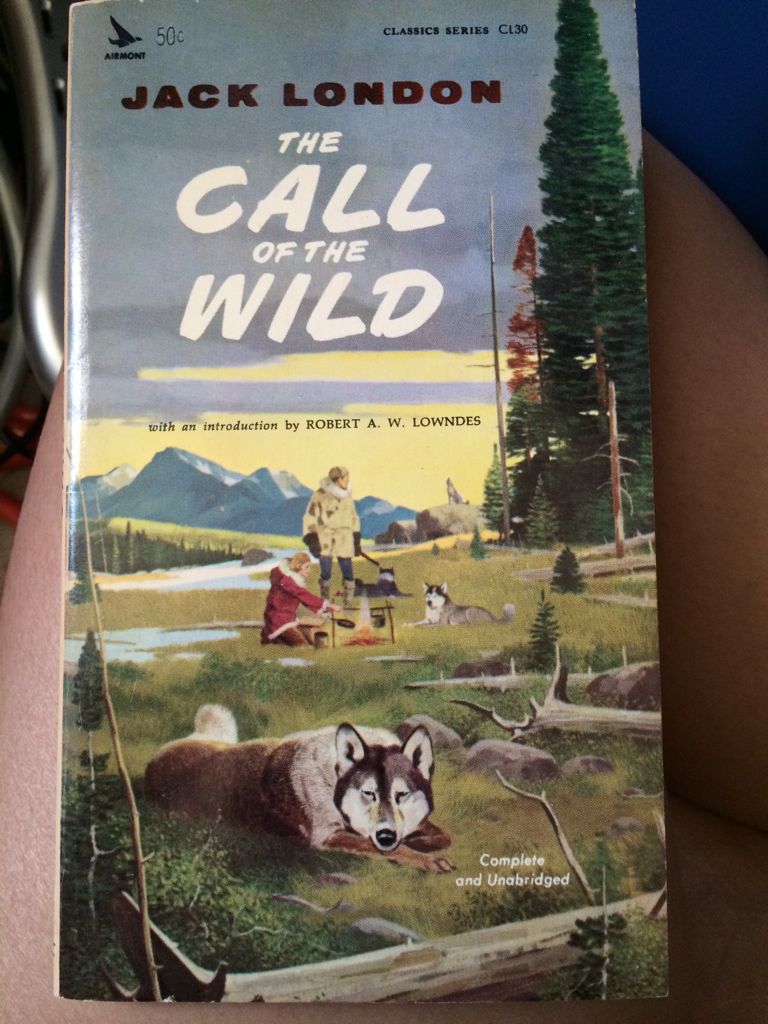 50¢
CLASSICS SERIES CL30
AIRMONT
JACK LONDON
THE
CALL
OF THE
WILD
with an introduction by ROBERT A. W. LOWNDES
Complete
and Unabridged